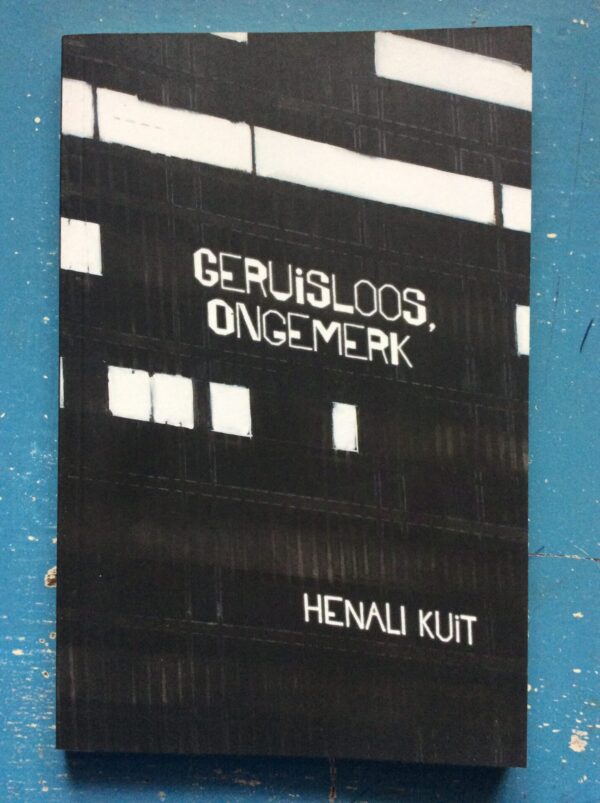 GERUiSLOOS,
ONGEMERK
HENALI KUiT